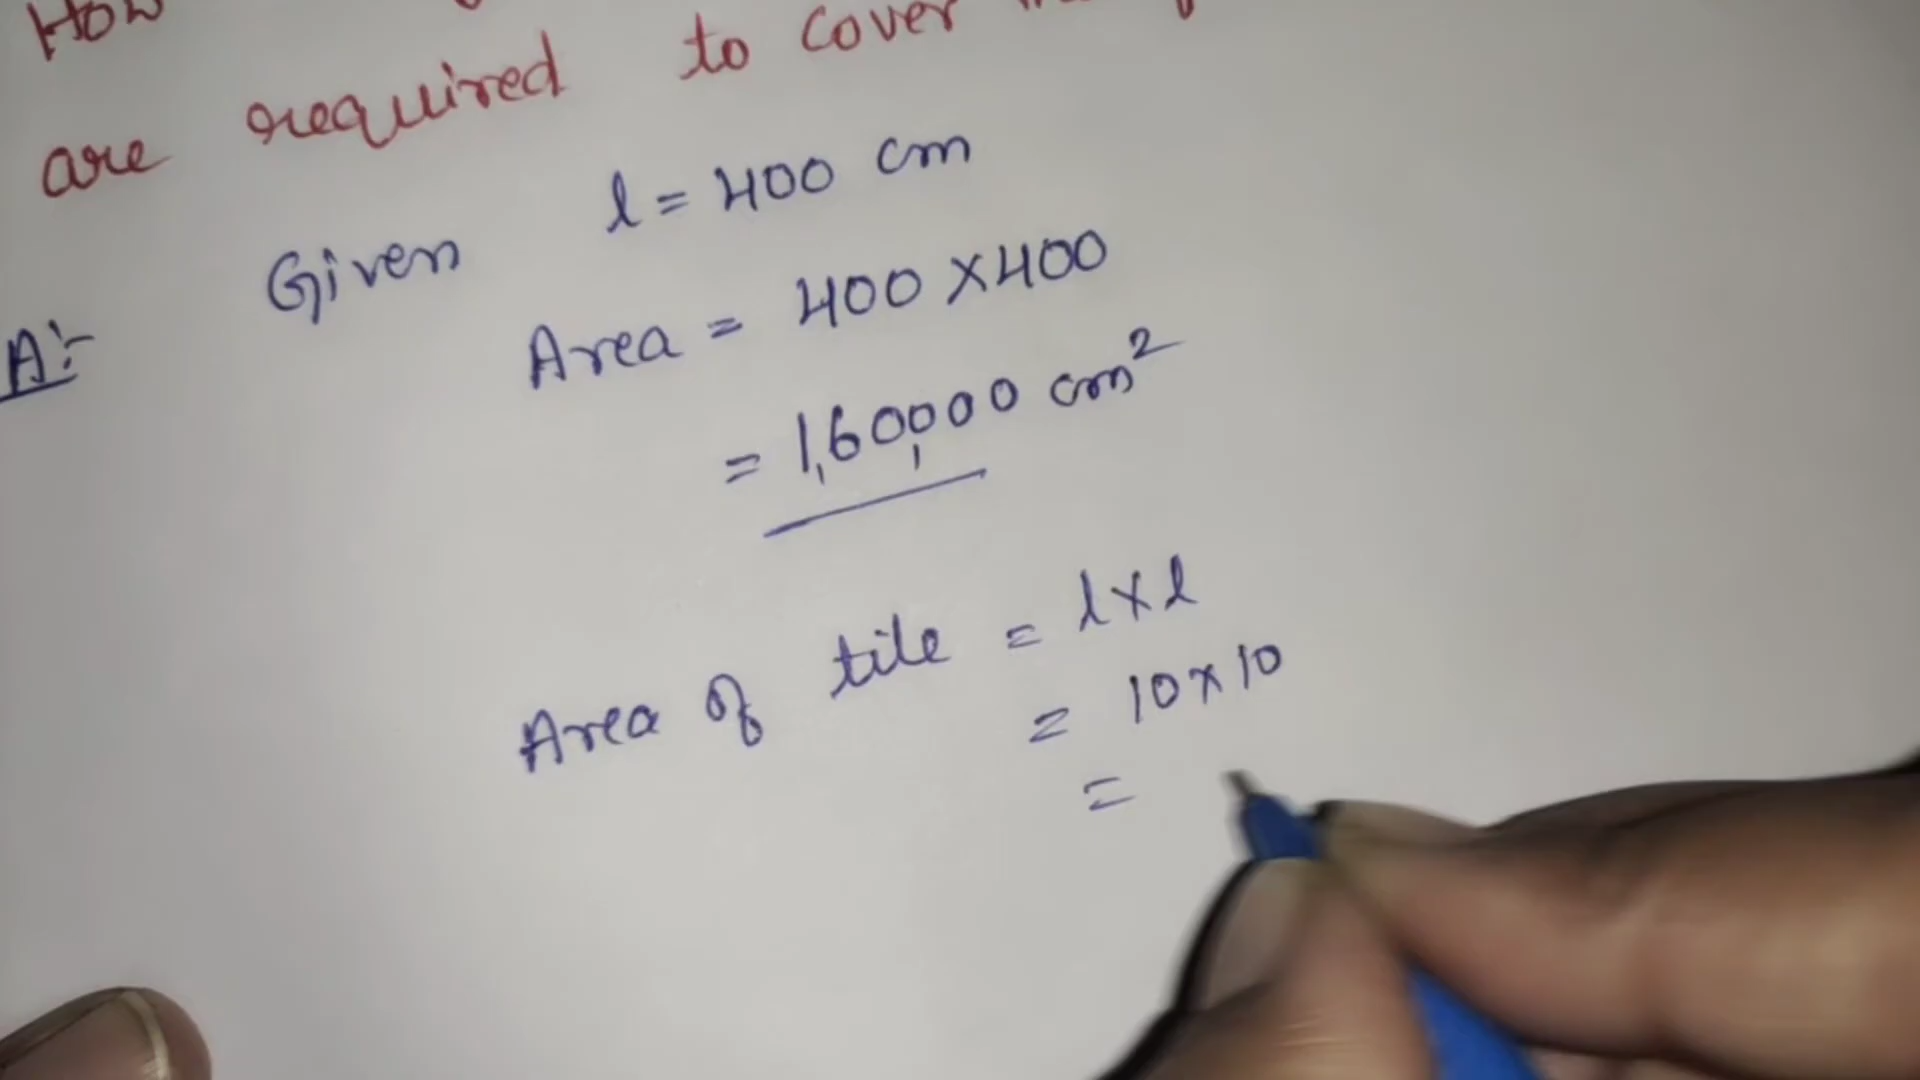 How
are required to cover
Given l = 400 cm
A:- Area = 400 × 400
= 1,60,000 cm²
Area of tile = l × l
= 10 × 10
=